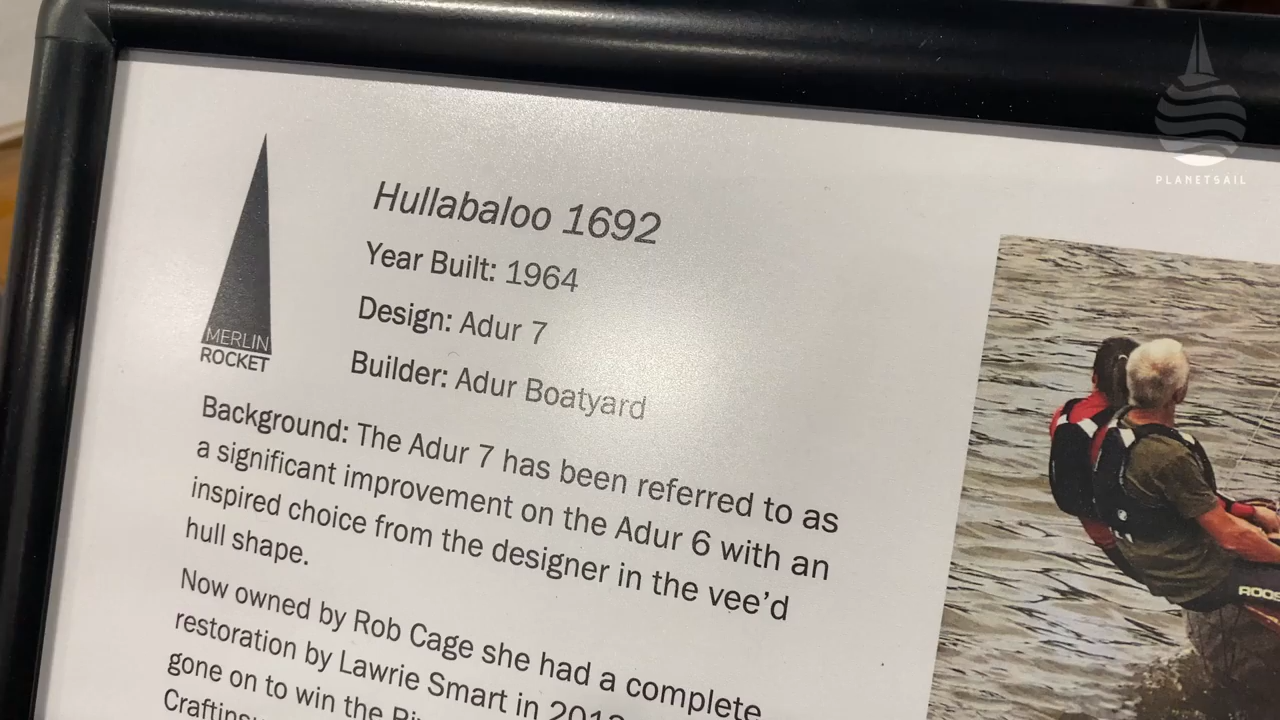 PLANETSAIL
MERLIN
ROCKET
Hullabaloo 1692
Year Built: 1964
Design: Adur 7
Builder: Adur Boatyard
Background: The Adur 7 has been referred to as
a significant improvement on the Adur 6 with an
inspired choice from the designer in the vee'd
hull shape.
Now owned by Rob Cage she had a complete
restoration by Lawrie Smart in
gone on to win the